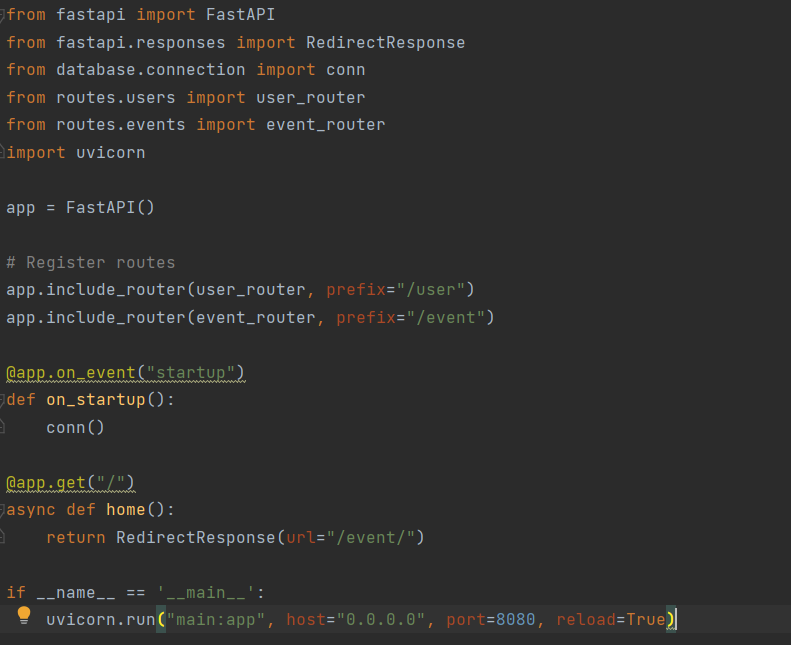 from fastapi import FastAPI
from fastapi.responses import RedirectResponse
from database.connection import conn
from routes.users import user_router
from routes.events import event_router
import uvicorn

app = FastAPI()

# Register routes
app.include_router(user_router, prefix="/user")
app.include_router(event_router, prefix="/event")

@app.on_event("startup")
def on_startup():
    conn()

@app.get("/")
async def home():
    return RedirectResponse(url="/event/")

if __name__ == '__main__':
    uvicorn.run("main:app", host="0.0.0.0", port=8080, reload=True)